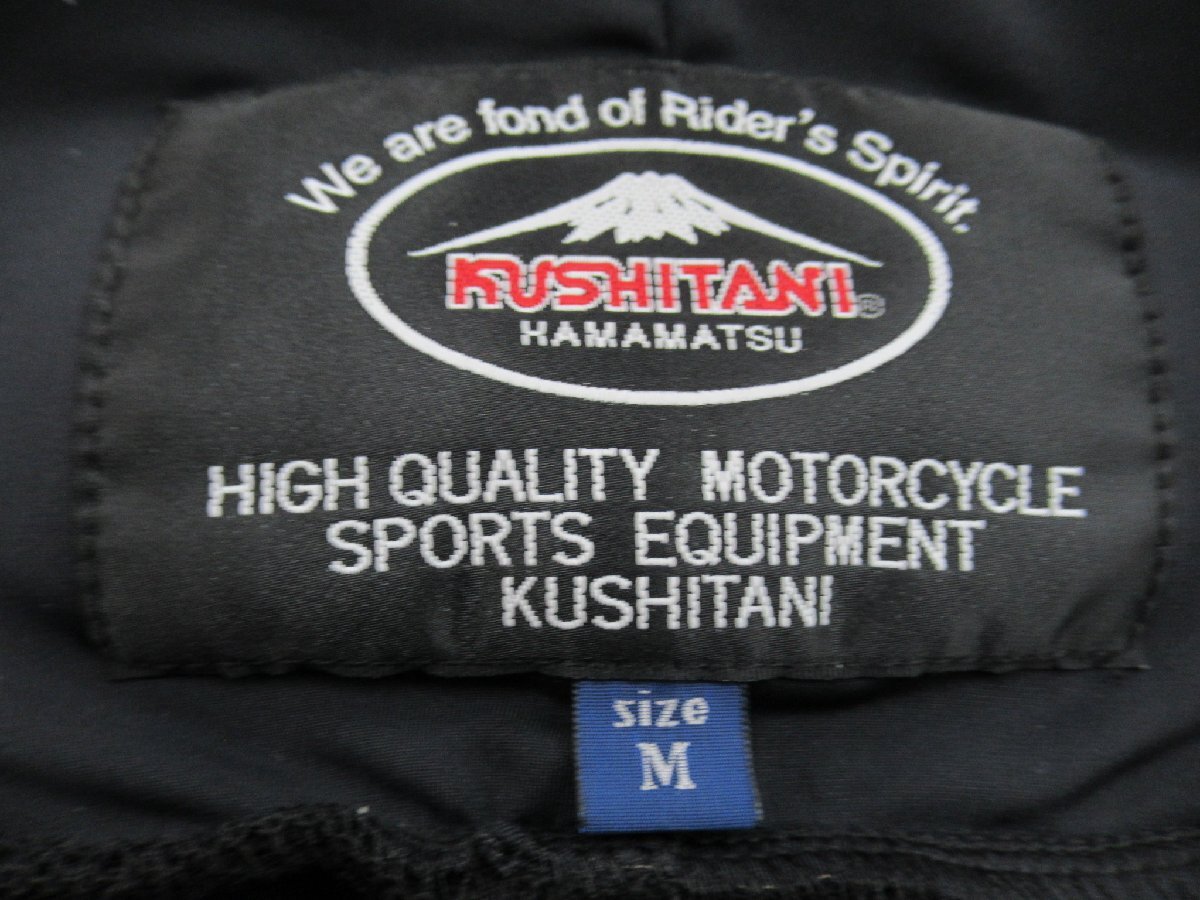 We are fond of Rider's Spirit.
KUSHITANI®
HAMAMATSU
HIGH QUALITY MOTORCYCLE
SPORTS EQUIPMENT
KUSHITANI
size
M